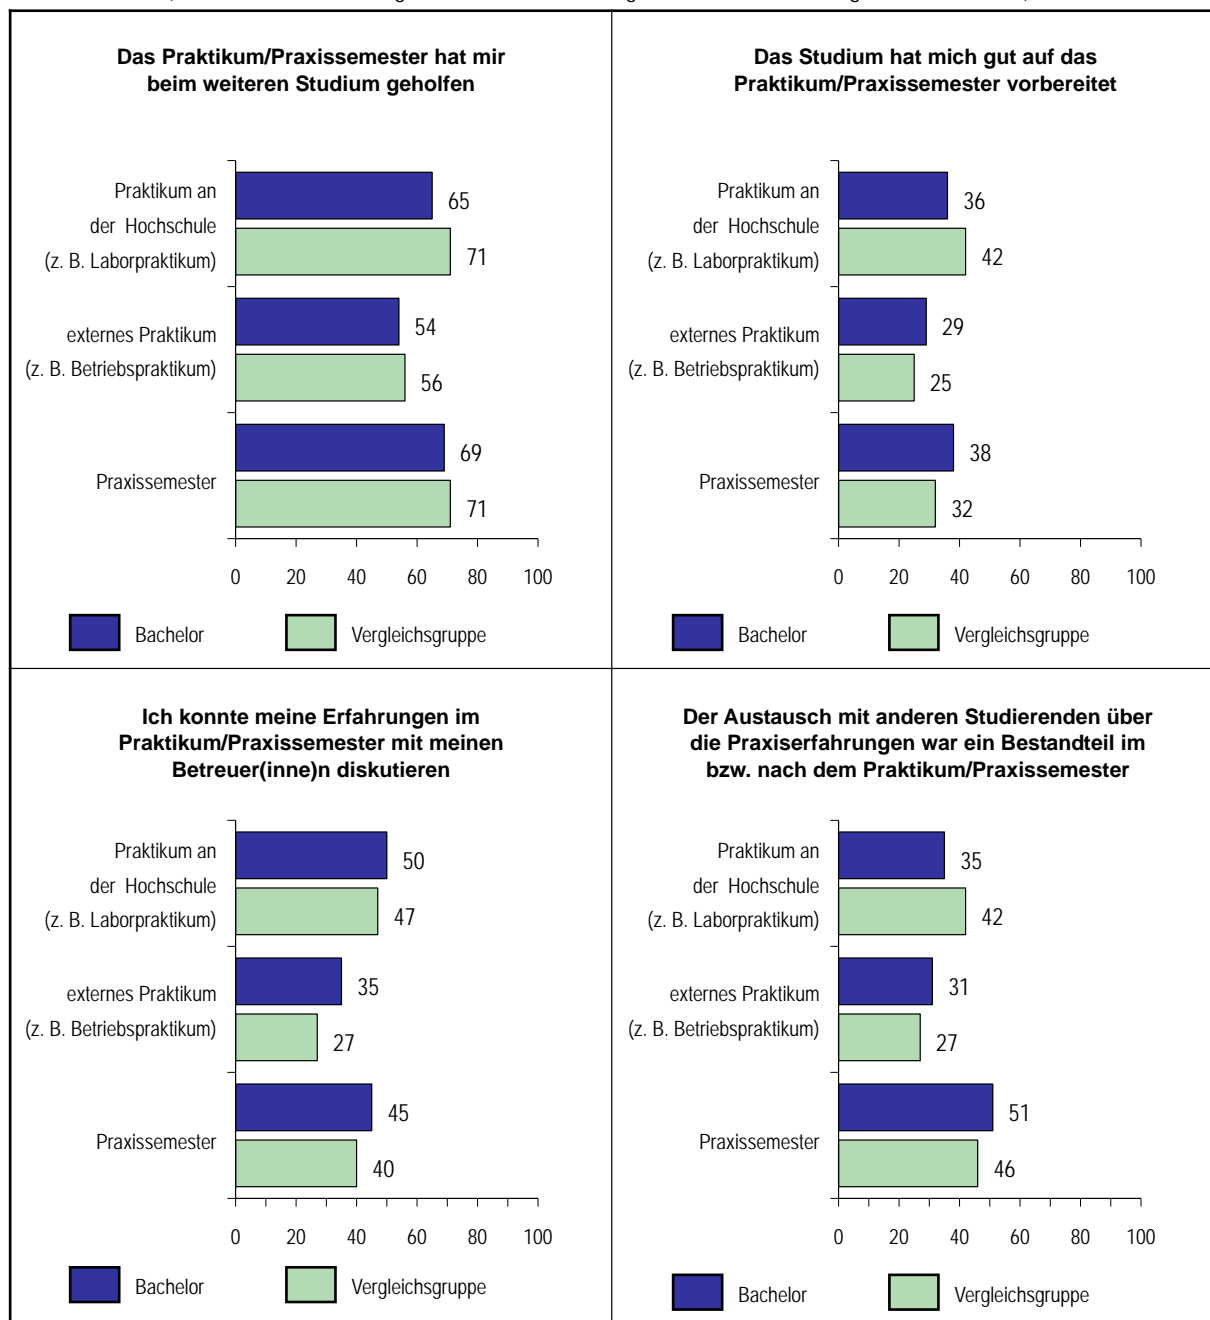 Das Praktikum/Praxissemester hat mir
beim weiteren Studium geholfen
Praktikum an
der Hochschule
(z. B. Laborpraktikum)
65
71
externes Praktikum
(z. B. Betriebspraktikum)
54
56
Praxissemester
69
71
0 20 40 60 80 100
Bachelor Vergleichsgruppe
Das Studium hat mich gut auf das
Praktikum/Praxissemester vorbereitet
Praktikum an
der Hochschule
(z. B. Laborpraktikum)
36
42
externes Praktikum
(z. B. Betriebspraktikum)
29
25
Praxissemester
38
32
0 20 40 60 80 100
Bachelor Vergleichsgruppe
Ich konnte meine Erfahrungen im
Praktikum/Praxissemester mit meinen
Betreuer(inne)n diskutieren
Praktikum an
der Hochschule
(z. B. Laborpraktikum)
50
47
externes Praktikum
(z. B. Betriebspraktikum)
35
27
Praxissemester
45
40
0 20 40 60 80 100
Bachelor Vergleichsgruppe
Der Austausch mit anderen Studierenden über
die Praxiserfahrungen war ein Bestandteil im
bzw. nach dem Praktikum/Praxissemester
Praktikum an
der Hochschule
(z. B. Laborpraktikum)
35
42
externes Praktikum
(z. B. Betriebspraktikum)
31
27
Praxissemester
51
46
0 20 40 60 80 100
Bachelor Vergleichsgruppe